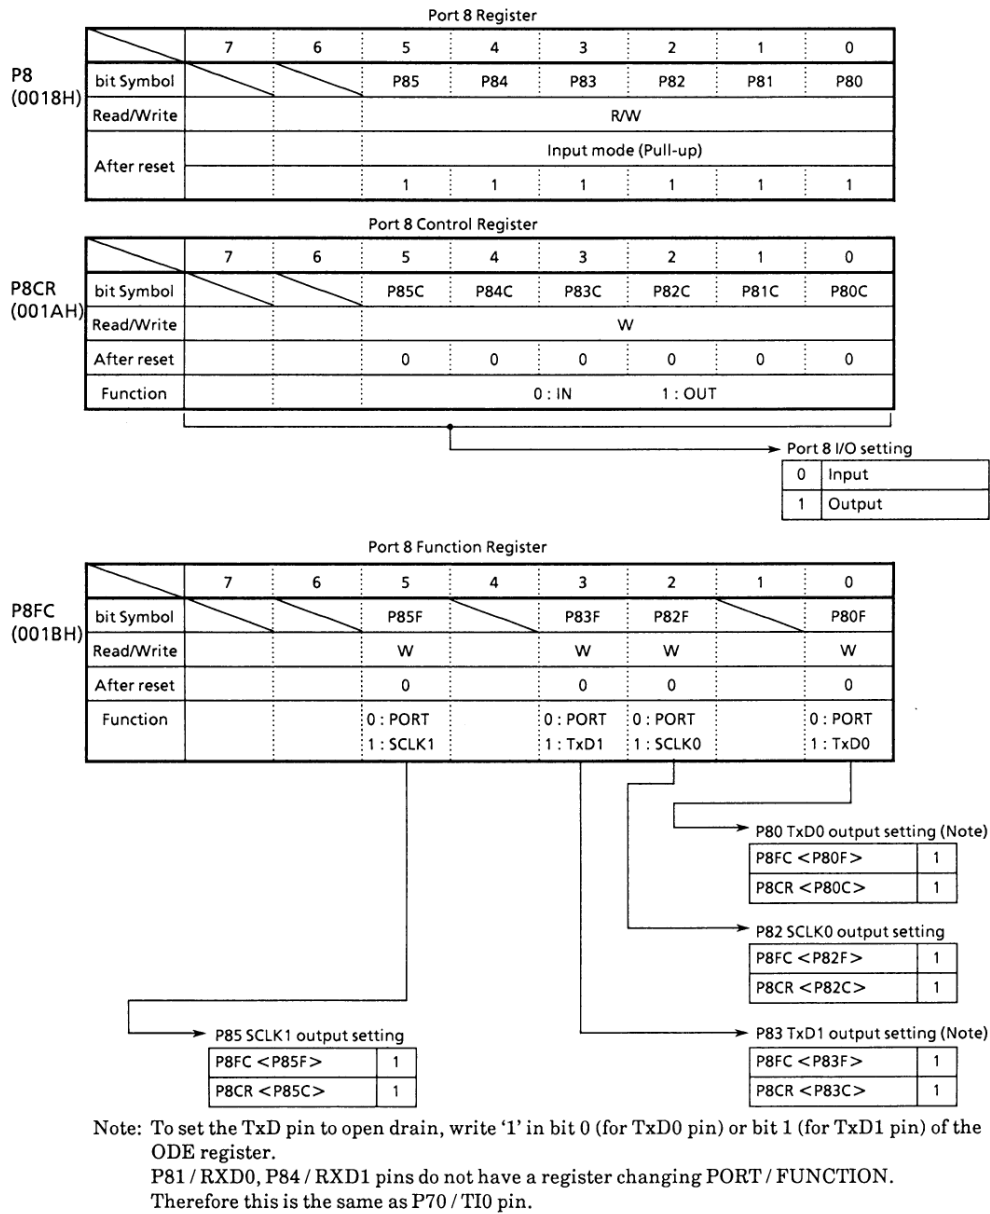 Port 8 Register
7 6 5 4 3 2 1 0
P8
(0018H)
bit Symbol P85 P84 P83 P82 P81 P80
Read/Write R/W
After reset Input mode (Pull-up)
1 1 1 1 1 1
Port 8 Control Register
7 6 5 4 3 2 1 0
P8CR
(001AH)
bit Symbol P85C P84C P83C P82C P81C P80C
Read/Write W
After reset 0 0 0 0 0 0
Function 0 : IN 1 : OUT
Port 8 I/O setting
0 Input
1 Output
Port 8 Function Register
7 6 5 4 3 2 1 0
P8FC
(001BH)
bit Symbol P85F P83F P82F P80F
Read/Write W W W W
After reset 0 0 0 0
Function 0 : PORT 0 : PORT 0 : PORT 0 : PORT
1 : SCLK1 1 : TxD1 1 : SCLK0 1 : TxD0
P80 TxD0 output setting (Note)
P8FC <P80F> 1
P8CR <P80C> 1
P82 SCLK0 output setting
P8FC <P82F> 1
P8CR <P82C> 1
P85 SCLK1 output setting
P8FC <P85F> 1
P8CR <P85C> 1
P83 TxD1 output setting (Note)
P8FC <P83F> 1
P8CR <P83C> 1
Note: To set the TxD pin to open drain, write ‘1’ in bit 0 (for TxD0 pin) or bit 1 (for TxD1 pin) of the
ODE register.
P81 / RXD0, P84 / RXD1 pins do not have a register changing PORT / FUNCTION.
Therefore this is the same as P70 / TI0 pin.